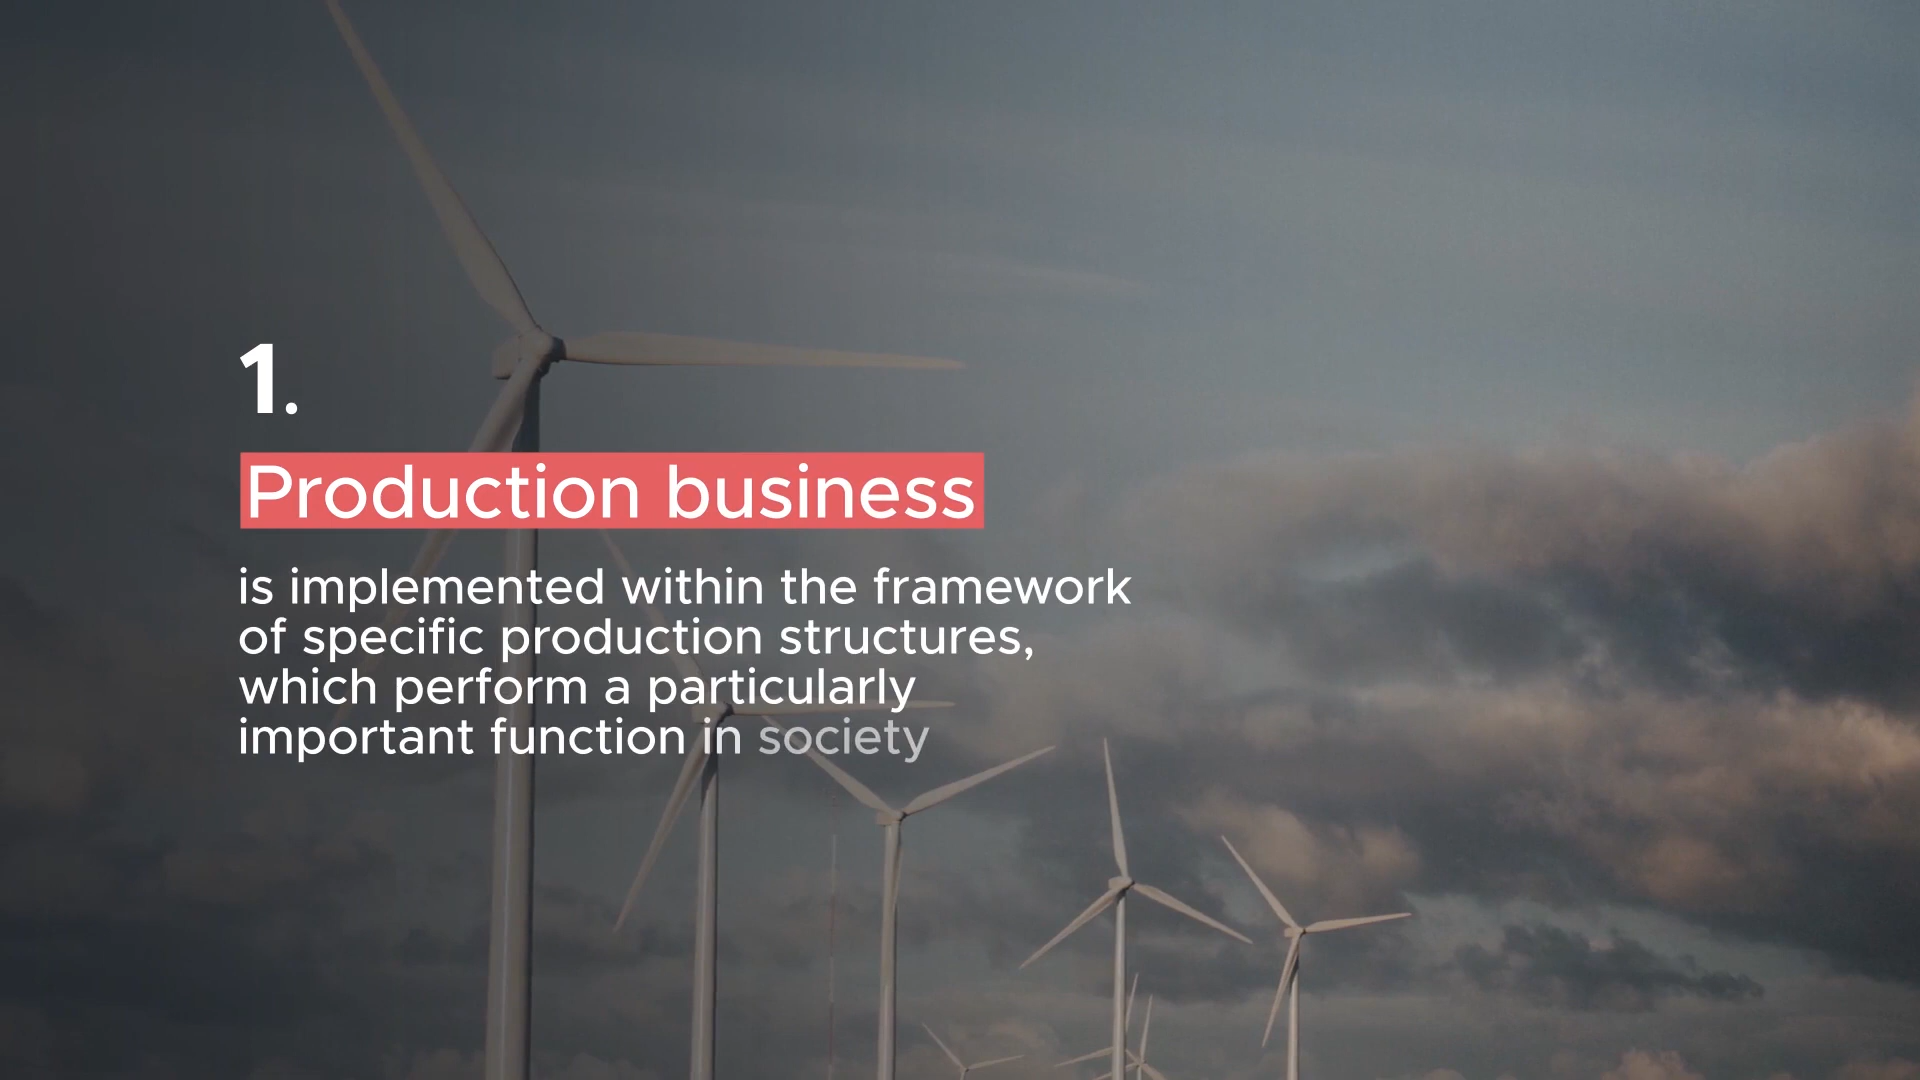 1.
Production business
is implemented within the framework
of specific production structures,
which perform a particularly
important function in society